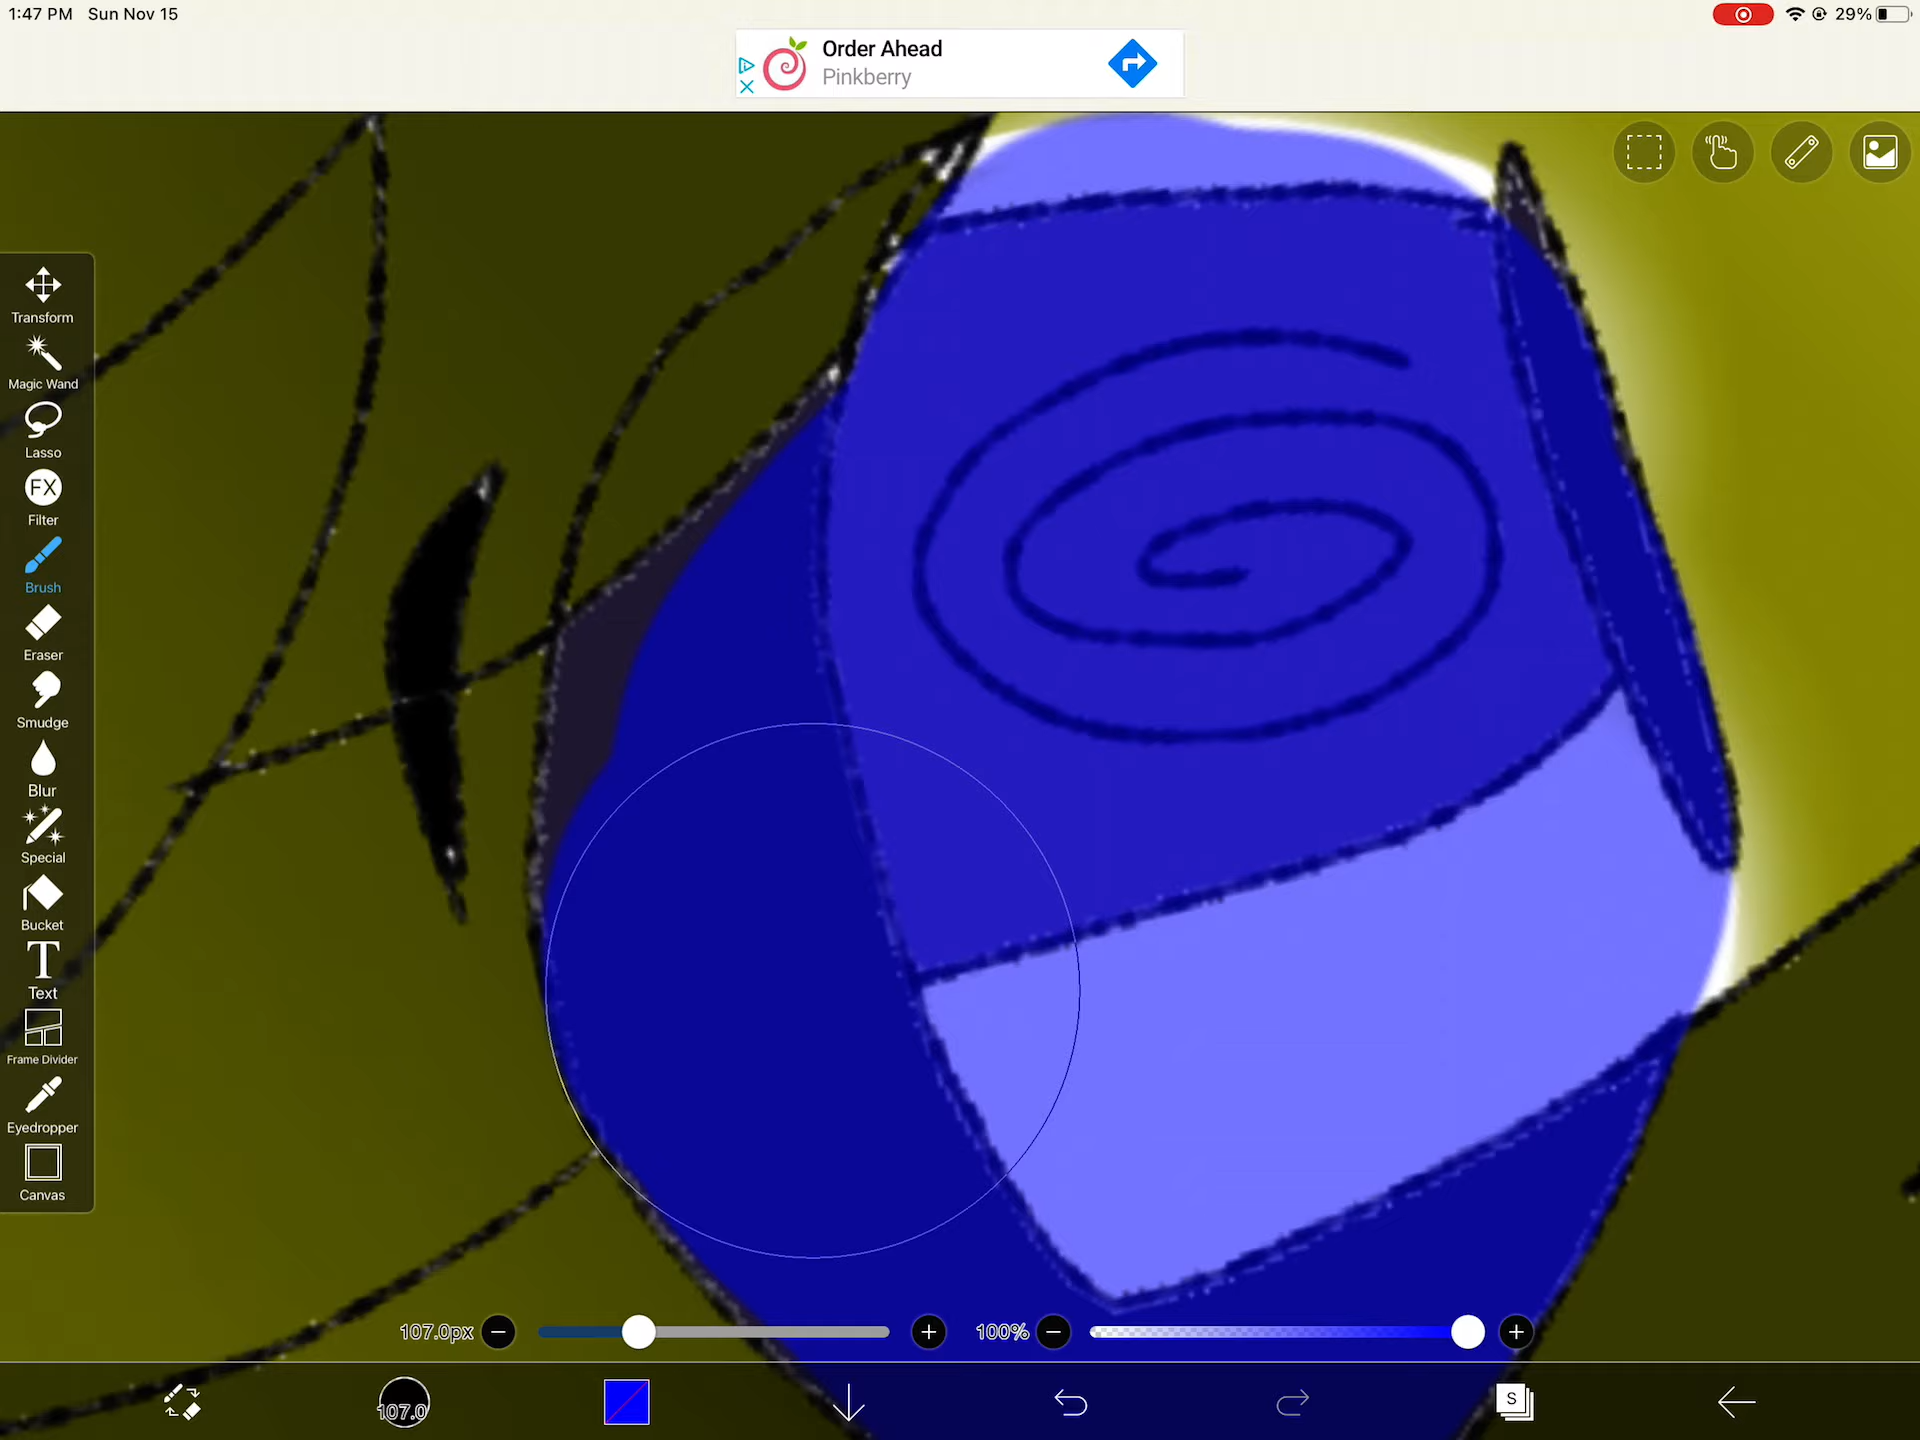 1:47 PM Sun Nov 15
29%
Order Ahead
Pinkberry
Transform
Magic Wand
Lasso
FX
Filter
Brush
Eraser
Smudge
Blur
Special
Bucket
T
Text
Frame Divider
Eyedropper
Canvas
107.0px
100%
107.0
S